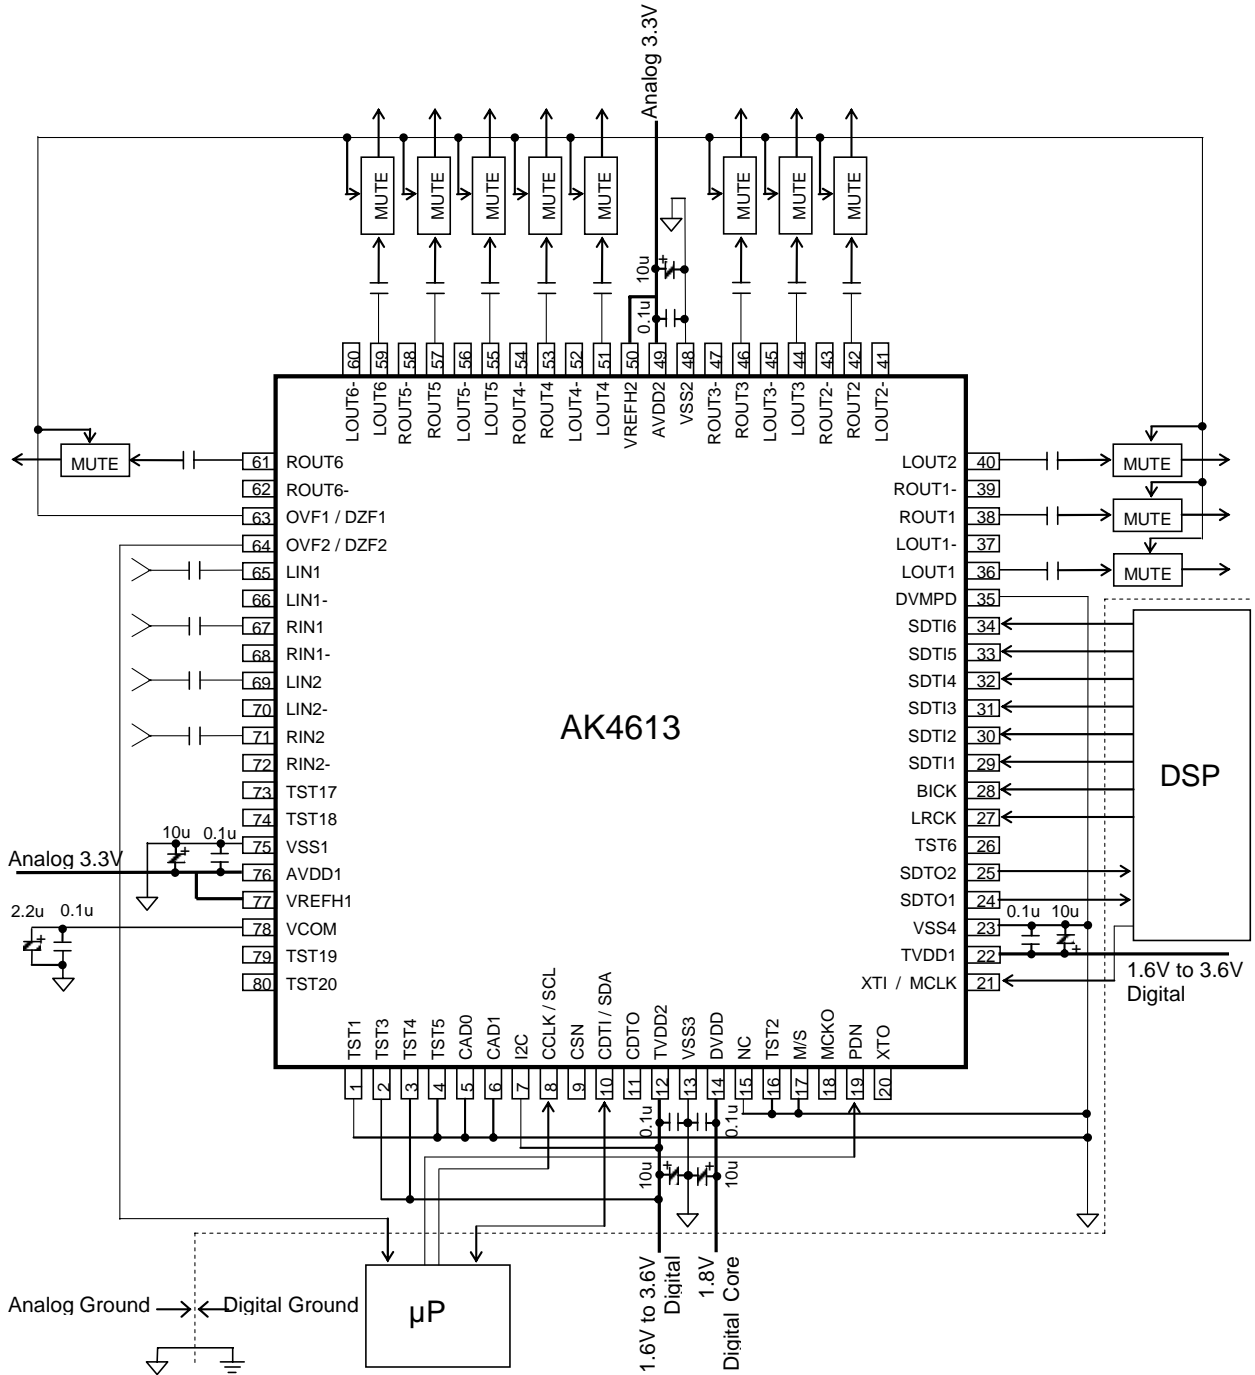 Analog 3.3V
MUTE
MUTE
MUTE
MUTE
MUTE
MUTE
MUTE
MUTE
10u
+
0.1u
60
59
58
57
56
55
54
53
52
51
50
49
48
47
46
45
44
43
42
41
LOUT6-
LOUT6
ROUT5-
ROUT5
LOUT5-
LOUT5
ROUT4-
ROUT4
LOUT4-
LOUT4
VREFH2
AVDD2
VSS2
ROUT3-
ROUT3
LOUT3-
LOUT3
ROUT2-
ROUT2
LOUT2-
MUTE
61 ROUT6
62 ROUT6-
63 OVF1 / DZF1
64 OVF2 / DZF2
65 LIN1
66 LIN1-
67 RIN1
68 RIN1-
69 LIN2
70 LIN2-
71 RIN2
72 RIN2-
73 TST17
74 TST18
75 VSS1
76 AVDD1
77 VREFH1
78 VCOM
79 TST19
80 TST20
10u 0.1u
+
Analog 3.3V
2.2u 0.1u
+
AK4613
LOUT2 40
ROUT1- 39
ROUT1 38
LOUT1- 37
LOUT1 36
DVMPD 35
SDTI6 34
SDTI5 33
SDTI4 32
SDTI3 31
SDTI2 30
SDTI1 29
BICK 28
LRCK 27
TST6 26
SDTO2 25
SDTO1 24
VSS4 23
TVDD1 22
XTI / MCLK 21
MUTE
MUTE
MUTE
DSP
0.1u 10u
+
1.6V to 3.6V
Digital
TST1
TST3
TST4
TST5
CAD0
CAD1
I2C
CCLK / SCL
CSN
CDTI / SDA
CDTO
TVDD2
VSS3
DVDD
NC
TST2
M/S
MCKO
PDN
XTO
1
2
3
4
5
6
7
8
9
10
11
12
13
14
15
16
17
18
19
20
0.1u
0.1u
10u
+
+
10u
µP
1.6V to 3.6V
Digital
1.8V
Digital Core
Analog Ground
Digital Ground